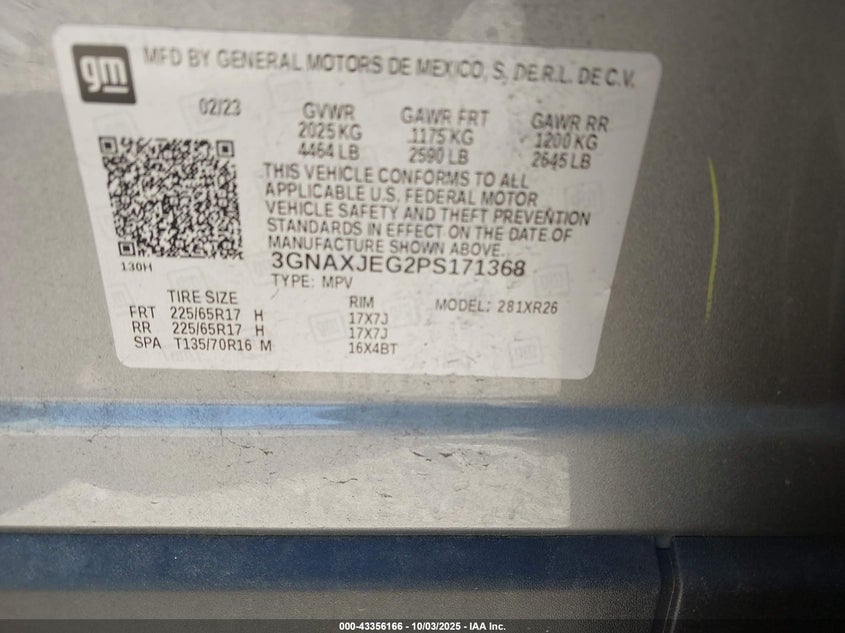 gm
MFD BY GENERAL MOTORS DE MEXICO, S, DE R.L. DE C.V.
02/23
GVWR GAWR FRT GAWR RR
2025 KG 1175 KG 1200 KG
4464 LB 2590 LB 2645 LB
THIS VEHICLE CONFORMS TO ALL
APPLICABLE U.S. FEDERAL MOTOR
VEHICLE SAFETY AND THEFT PREVENTION
STANDARDS IN EFFECT ON THE DATE OF
MANUFACTURE SHOWN ABOVE.
130H
3GNAXJEG2PS171368
TYPE: MPV MODEL: 281XR26
TIRE SIZE RIM
FRT 225/65R17 H 17X7J
RR 225/65R17 H 17X7J
SPA T135/70R16 M 16X4BT
000-43356166 - 10/03/2025 - IAA Inc.